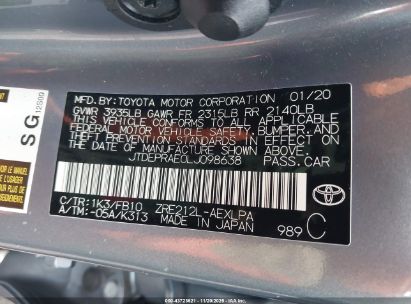 MFD.BY: TOYOTA MOTOR CORPORATION 01/20
GVWR 3935LB GAWR FR 2315LB RR 2140LB
THIS VEHICLE CONFORMS TO ALL APPLICABLE
FEDERAL MOTOR VEHICLE SAFETY, BUMPER, AND
THEFT PREVENTION STANDARDS IN EFFECT ON
THE DATE OF MANUFACTURE SHOWN ABOVE.
JTDEPRAE0LJ098638 PASS.CAR
C/TR:1K3/FB10 ZRE212L-AEXLPA
A/TM:-05A/K313 MADE IN JAPAN 989 C
TOYOTA
SG